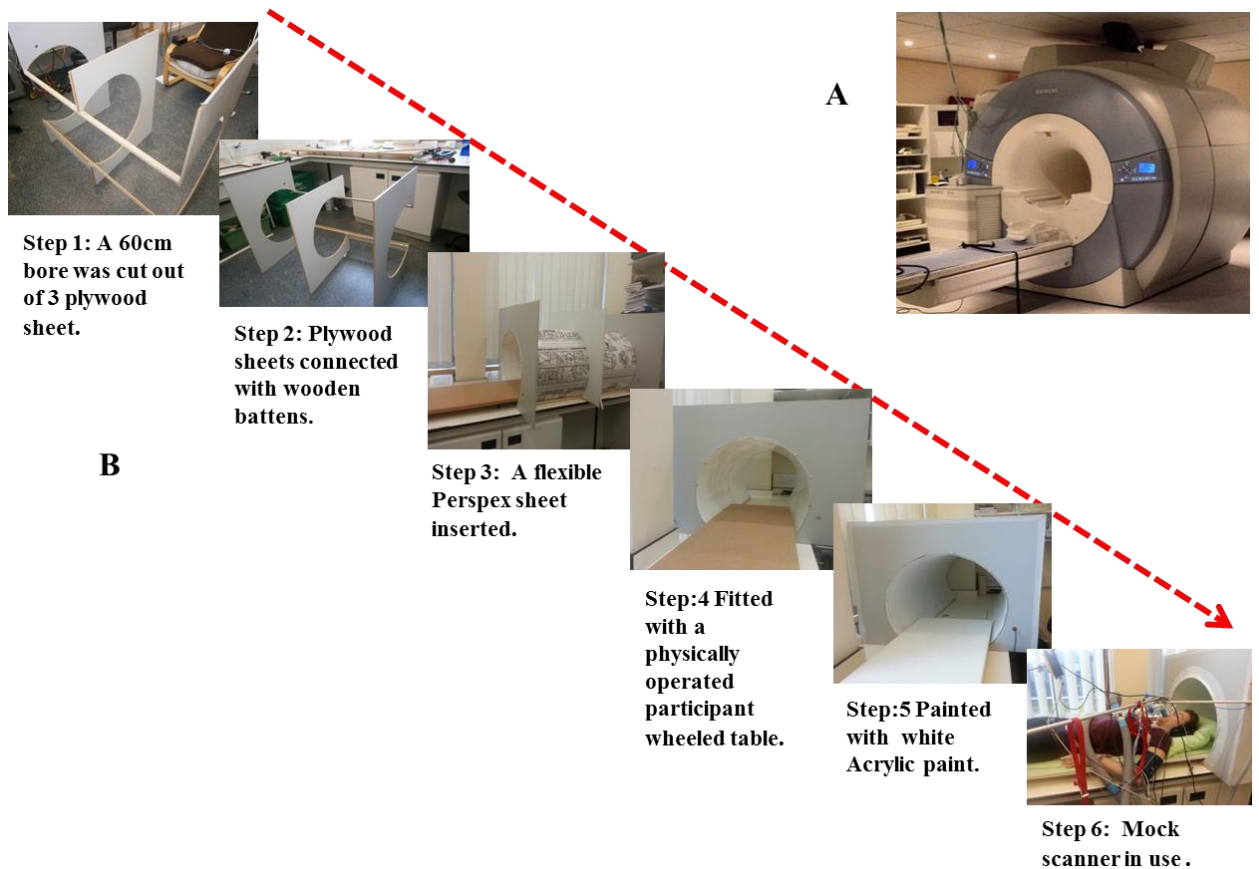 A
SIEMENS
Step 1: A 60cm
bore was cut out
of 3 plywood
sheet.
Step 2: Plywood
sheets connected
with wooden
battens.
B
Step 3: A flexible
Perspex sheet
inserted.
Step:4 Fitted
with a
physically
operated
participant
wheeled table.
Step:5 Painted
with white
Acrylic paint.
Step 6: Mock
scanner in use .